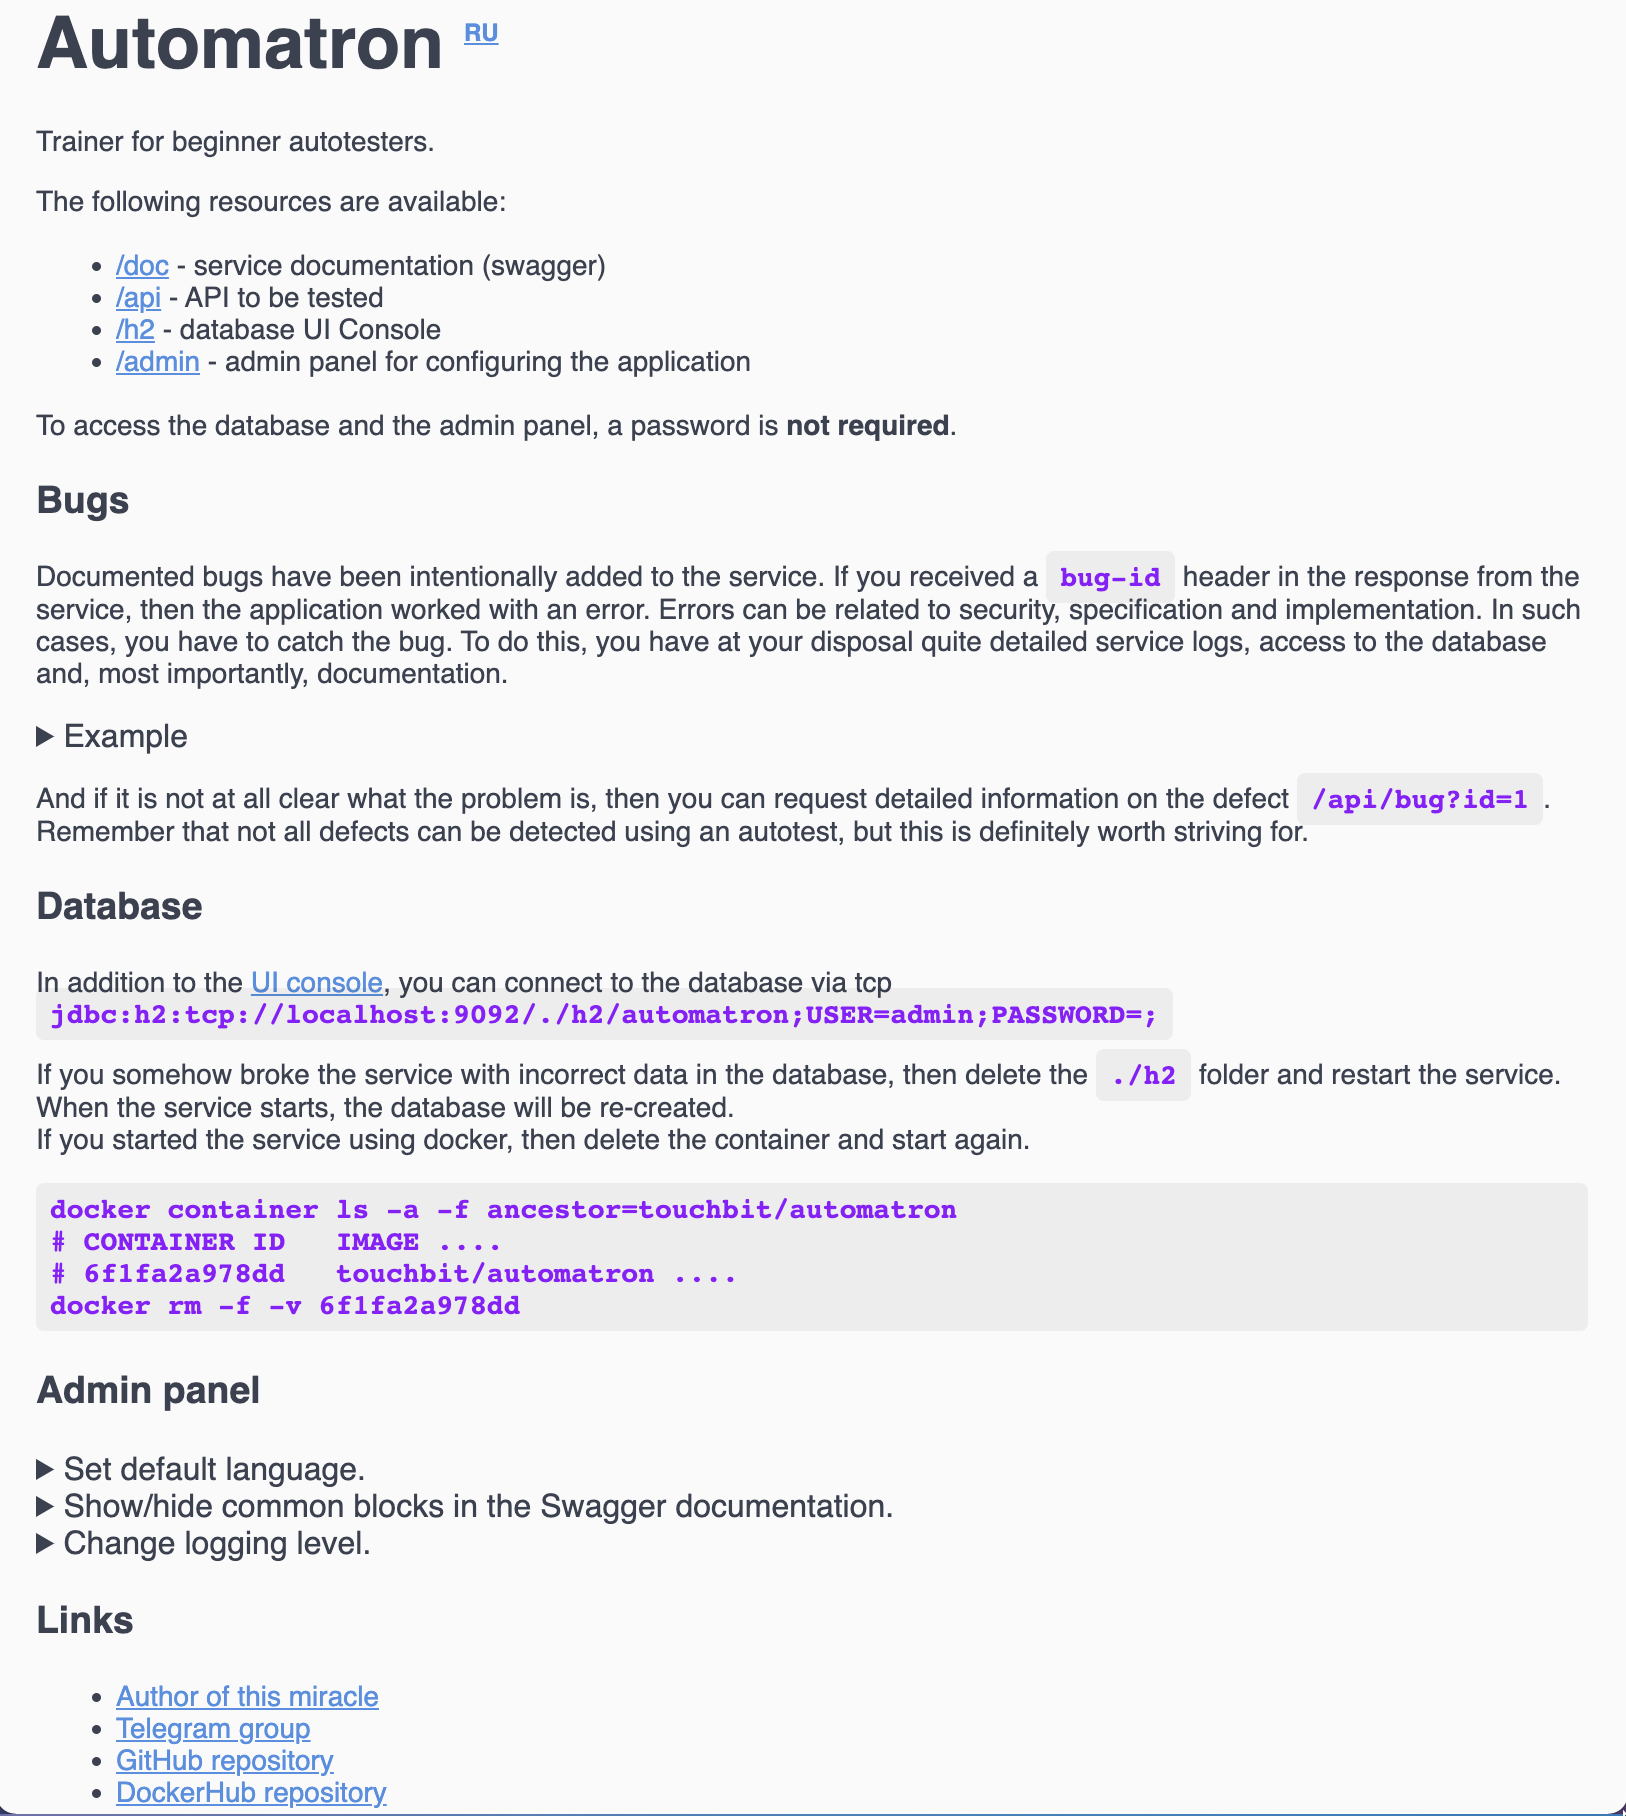 Automatron RU
Trainer for beginner autotesters.
The following resources are available:
• /doc - service documentation (swagger)
• /api - API to be tested
• /h2 - database UI Console
• /admin - admin panel for configuring the application
To access the database and the admin panel, a password is not required.
Bugs
Documented bugs have been intentionally added to the service. If you received a bug-id header in the response from the
service, then the application worked with an error. Errors can be related to security, specification and implementation. In such
cases, you have to catch the bug. To do this, you have at your disposal quite detailed service logs, access to the database
and, most importantly, documentation.
▶ Example
And if it is not at all clear what the problem is, then you can request detailed information on the defect /api/bug?id=1 .
Remember that not all defects can be detected using an autotest, but this is definitely worth striving for.
Database
In addition to the UI console, you can connect to the database via tcp
jdbc:h2:tcp://localhost:9092/./h2/automatron;USER=admin;PASSWORD=;
If you somehow broke the service with incorrect data in the database, then delete the ./h2 folder and restart the service.
When the service starts, the database will be re-created.
If you started the service using docker, then delete the container and start again.
docker container ls -a -f ancestor=touchbit/automatron
# CONTAINER ID   IMAGE ....
# 6f1fa2a978dd   touchbit/automatron ....
docker rm -f -v 6f1fa2a978dd
Admin panel
▶ Set default language.
▶ Show/hide common blocks in the Swagger documentation.
▶ Change logging level.
Links
• Author of this miracle
• Telegram group
• GitHub repository
• DockerHub repository